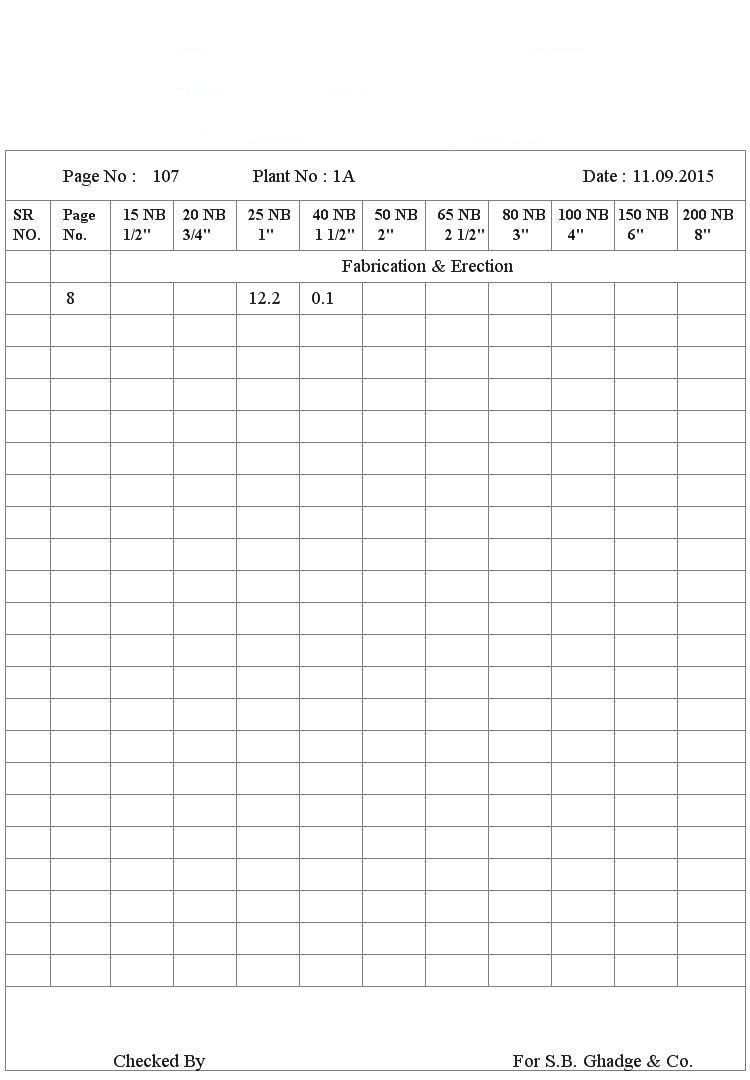 Page No : 107 Plant No : 1A Date : 11.09.2015
SR Page 15 NB 20 NB 25 NB 40 NB 50 NB 65 NB 80 NB 100 NB 150 NB 200 NB
NO. No. 1/2" 3/4" 1" 1 1/2" 2" 2 1/2" 3" 4" 6" 8"
Fabrication & Erection
8 12.2 0.1
Checked By For S.B. Ghadge & Co.